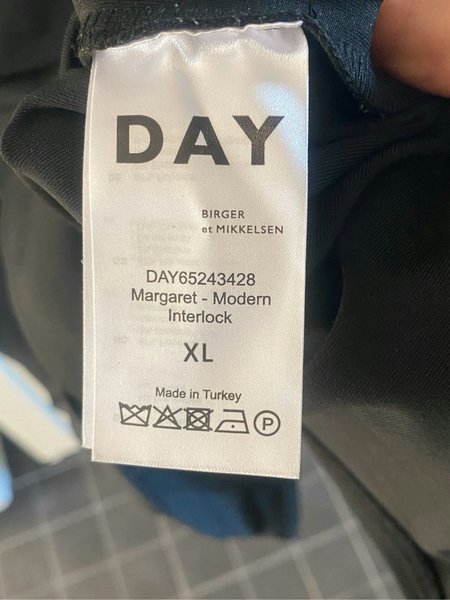 DAY
BIRGER
et MIKKELSEN
DAY65243428
Margaret - Modern
Interlock
XL
Made in Turkey
P